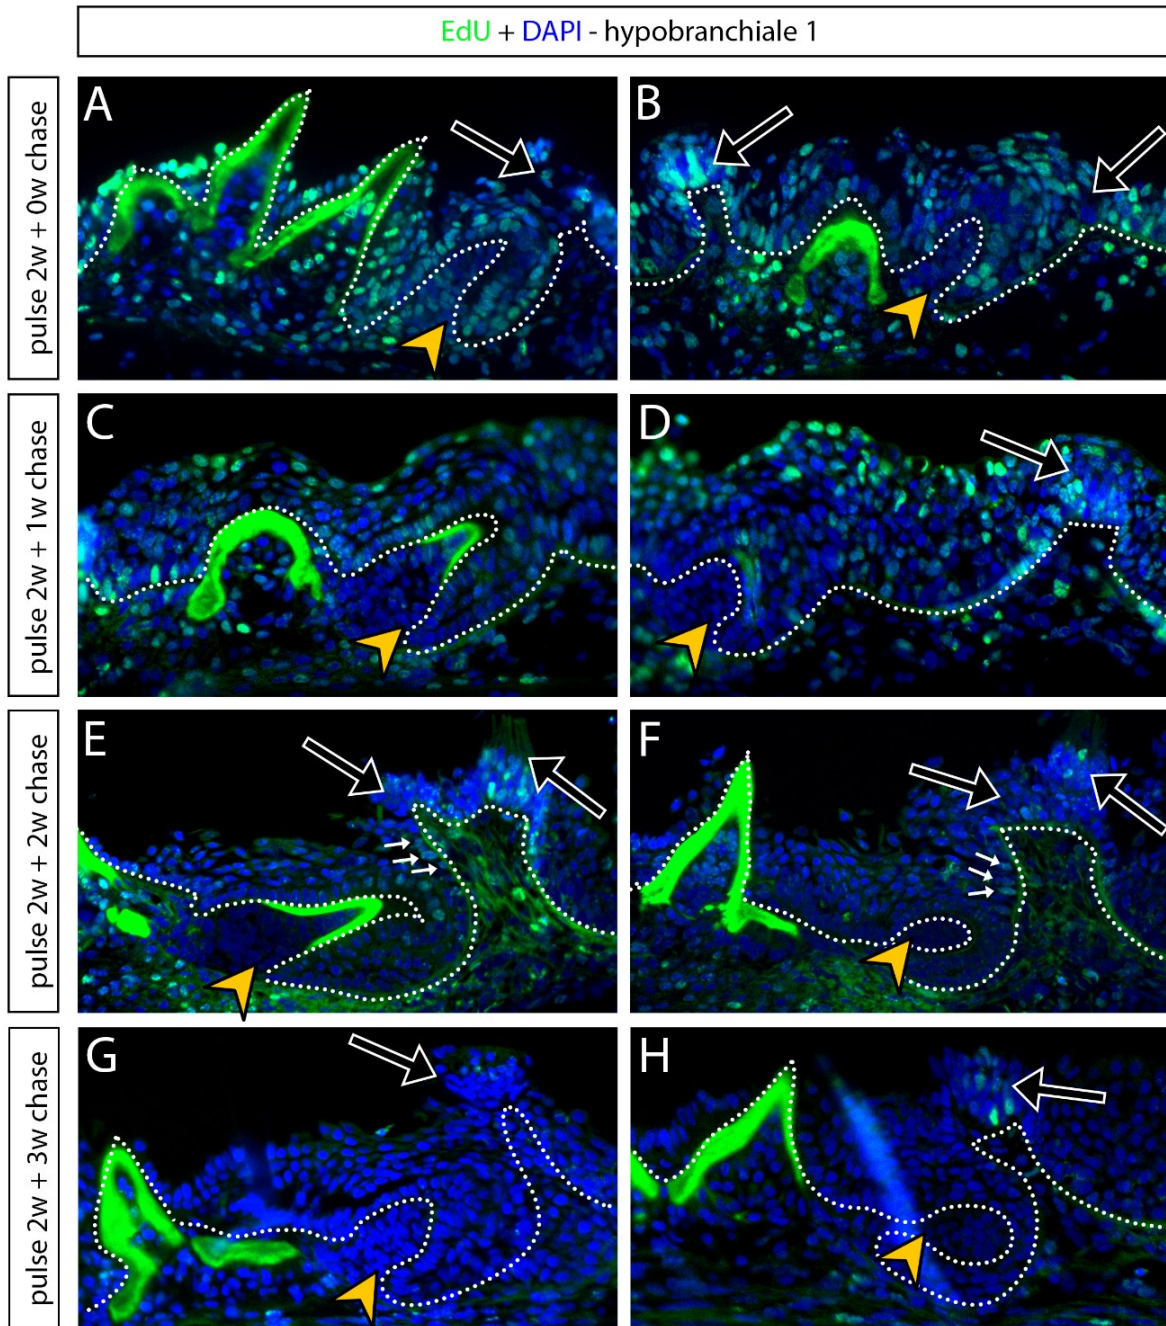 EdU + DAPI - hypobranchiale 1
pulse 2w + 0w chase
A
B
pulse 2w + 1w chase
C
D
pulse 2w + 2w chase
E
F
pulse 2w + 3w chase
G
H